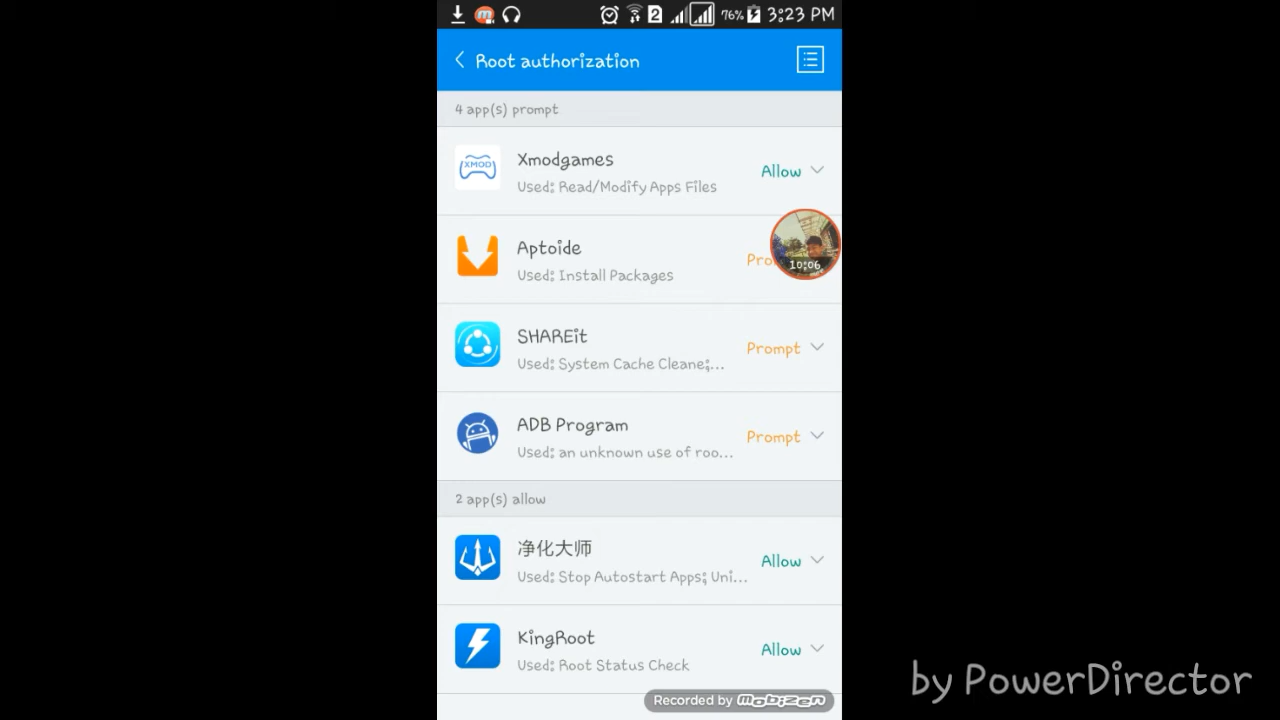 2 76% 3:23 PM
Root authorization
4 app(s) prompt
XMOD
Xmodgames
Allow
Used: Read/Modify Apps Files
Aptoide
Pro
10:06
Used: Install Packages
SHAREit
Prompt
Used: System Cache Cleane;...
ADB Program
Prompt
Used: an unknown use of roo...
2 app(s) allow
净化大师
Allow
Used: Stop Autostart Apps; Uni...
KingRoot
Allow
Used: Root Status Check
Recorded by mobizen
by PowerDirector